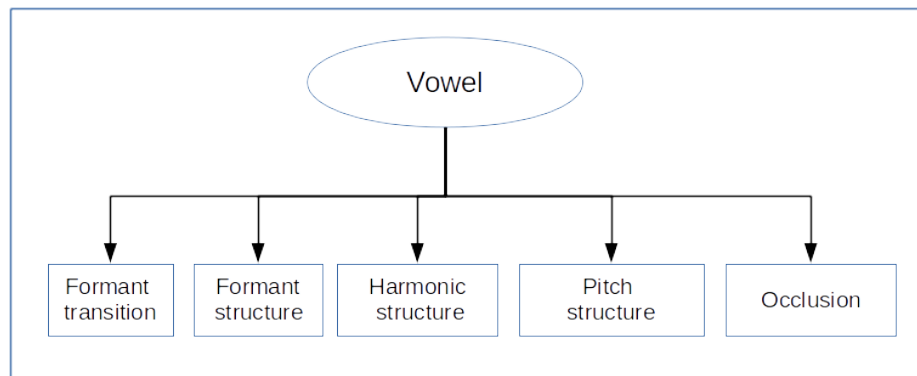 Vowel
Formant
transition
Formant
structure
Harmonic
structure
Pitch
structure
Occlusion